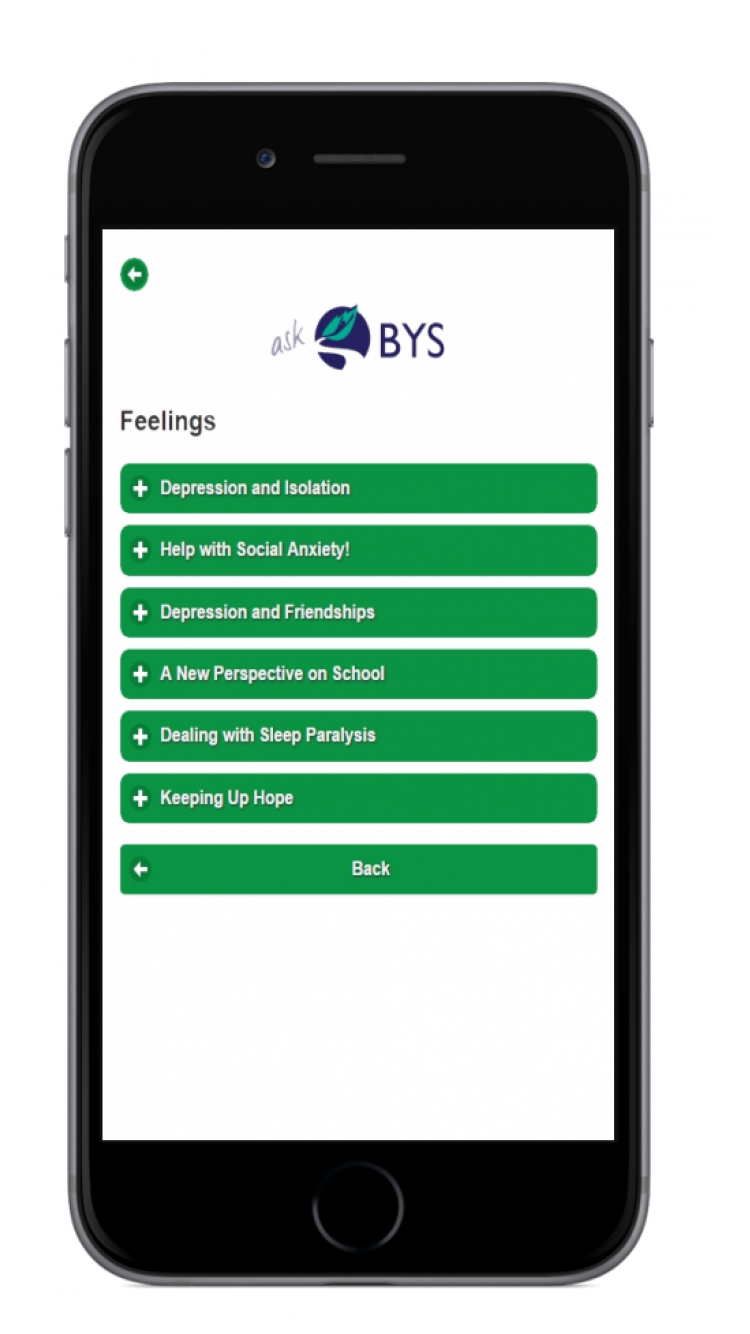 ask BYS
Feelings
Depression and Isolation
Help with Social Anxiety!
Depression and Friendships
A New Perspective on School
Dealing with Sleep Paralysis
Keeping Up Hope
Back